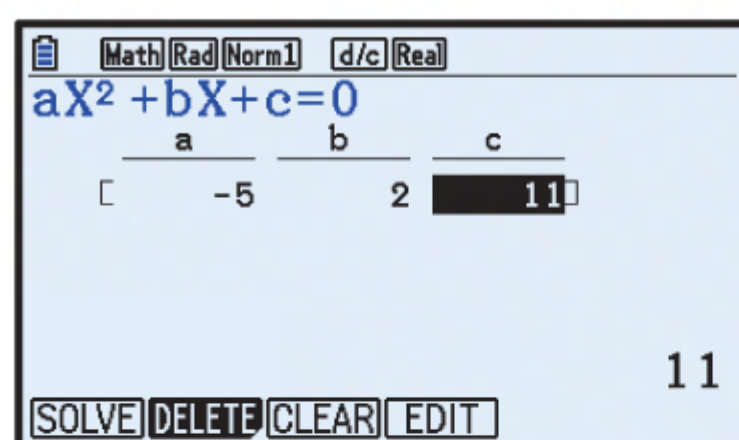 Math Rad Norm1 d/c Real
aX² +bX+c=0
a b c
[ -5 2 11 ]
11
SOLVE DELETE CLEAR EDIT